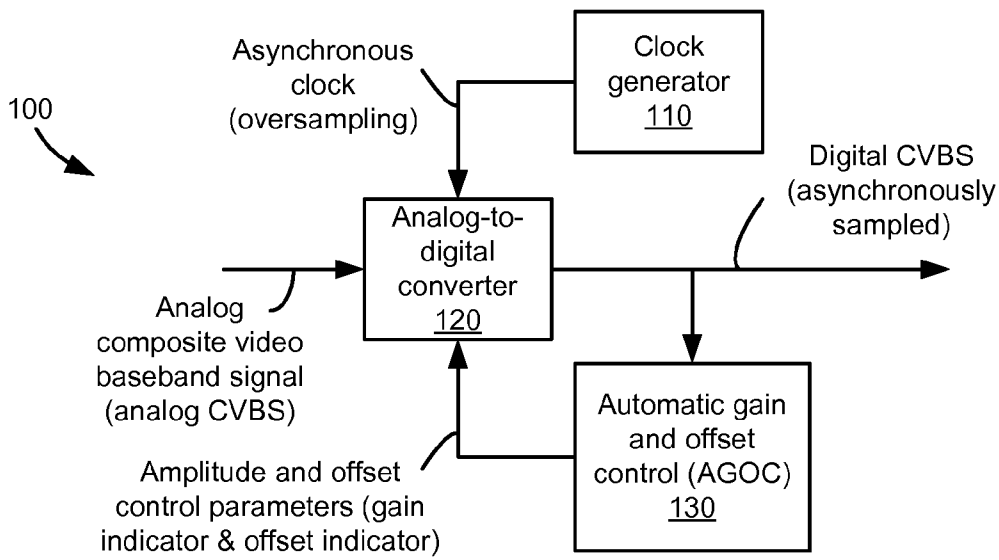 100
Asynchronous
clock
(oversampling)
Clock
generator
110
Digital CVBS
(asynchronously
sampled)
Analog-to-
digital
converter
120
Analog
composite video
baseband signal
(analog CVBS)
Automatic gain
and offset
control (AGOC)
130
Amplitude and offset
control parameters (gain
indicator & offset indicator)